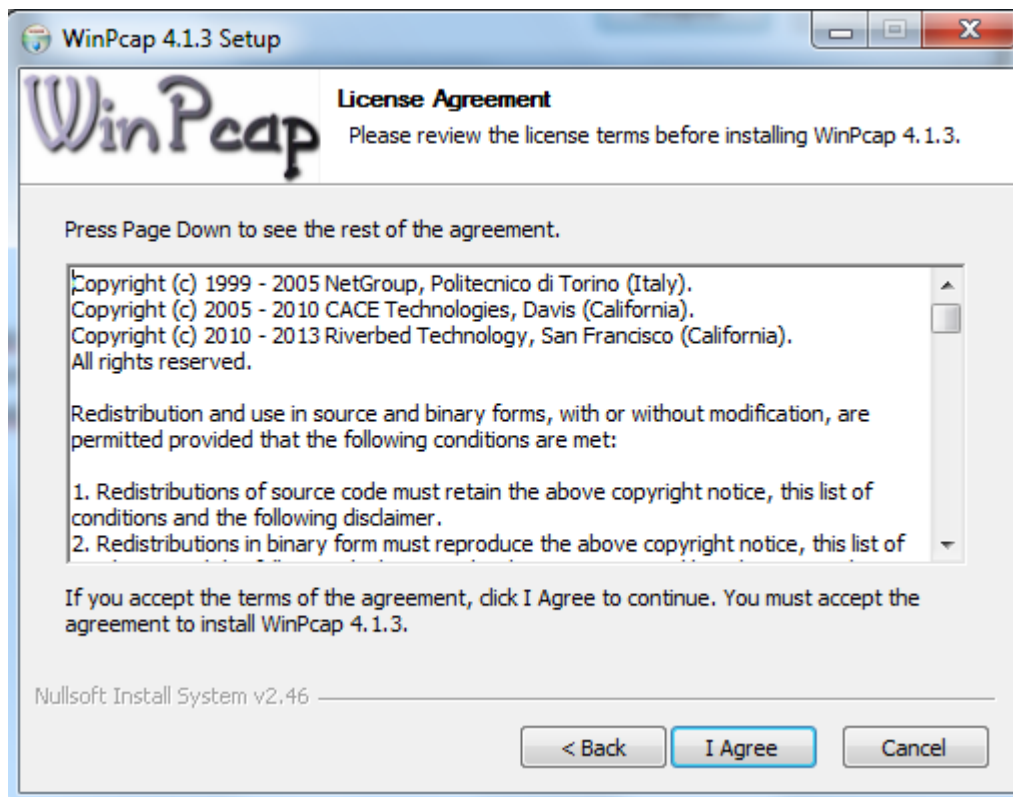 WinPcap 4.1.3 Setup
WinPcap
License Agreement
Please review the license terms before installing WinPcap 4.1.3.
Press Page Down to see the rest of the agreement.
Copyright (c) 1999 - 2005 NetGroup, Politecnico di Torino (Italy).
Copyright (c) 2005 - 2010 CACE Technologies, Davis (California).
Copyright (c) 2010 - 2013 Riverbed Technology, San Francisco (California).
All rights reserved.
Redistribution and use in source and binary forms, with or without modification, are
permitted provided that the following conditions are met:
1. Redistributions of source code must retain the above copyright notice, this list of
conditions and the following disclaimer.
2. Redistributions in binary form must reproduce the above copyright notice, this list of
If you accept the terms of the agreement, click I Agree to continue. You must accept the
agreement to install WinPcap 4.1.3.
Nullsoft Install System v2.46
< Back
I Agree
Cancel